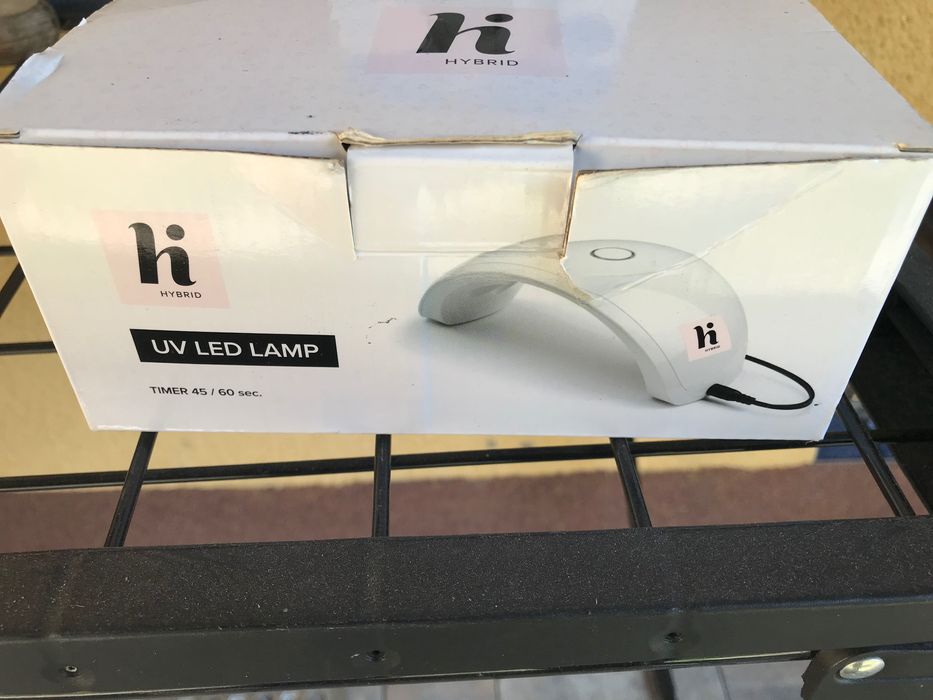 hi
HYBRID
hi
HYBRID
UV LED LAMP
TIMER 45 / 60 sec.
hi
HYBRID